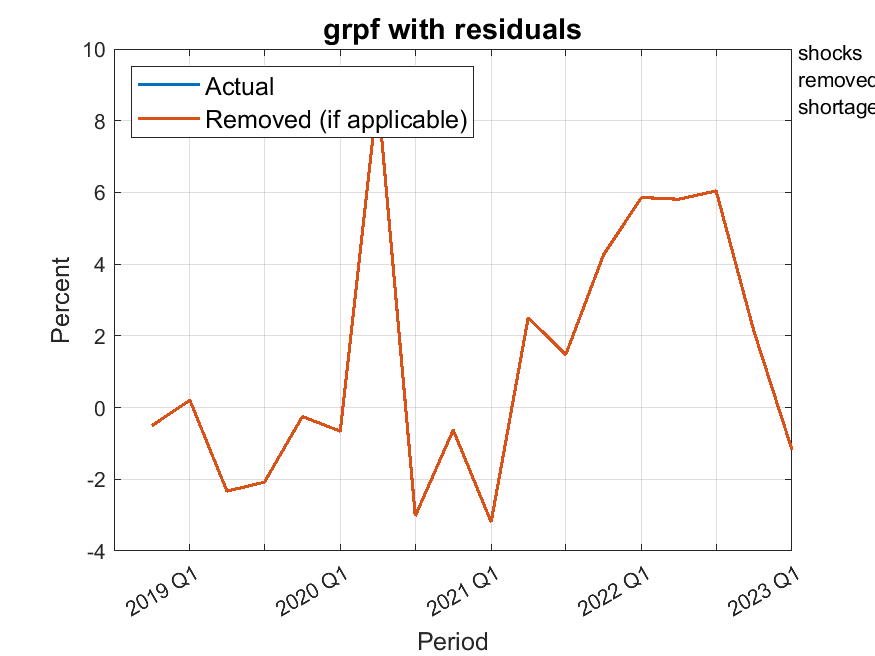 grpf with residuals
shocks
removed
shortage
Actual
Removed (if applicable)
10
8
6
4
2
0
-2
-4
Percent
2019 Q1
2020 Q1
2021 Q1
2022 Q1
2023 Q1
Period